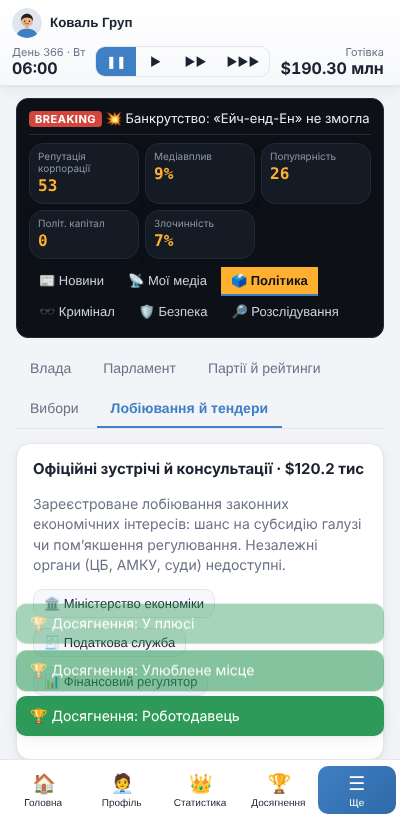 Коваль Груп
День 366 · Вт
06:00
Готівка
$190.30 млн
BREAKING 💥 Банкрутство: «Ейч-енд-Ен» не змогла
Репутація
корпорації
53
Медіавплив
9%
Популярність
26
Політ. капітал
0
Злочинність
7%
📰 Новини
📡 Мої медіа
🗳️ Політика
🕶️ Кримінал
🛡️ Безпека
🔎 Розслідування
Влада
Парламент
Партії й рейтинги
Вибори
Лобіювання й тендери
Офіційні зустрічі й консультації · $120.2 тис
Зареєстроване лобіювання законних
економічних інтересів: шанс на субсидію галузі
чи пом’якшення регулювання. Незалежні
органи (ЦБ, АМКУ, суди) недоступні.
🏛️ Міністерство економіки
🏆 Досягнення: У плюсі
🧾 Податкова служба
🏆 Досягнення: Улюблене місце
📊 Фінансовий регулятор
🏆 Досягнення: Роботодавець
Головна
Профіль
Статистика
Досягнення
Ще